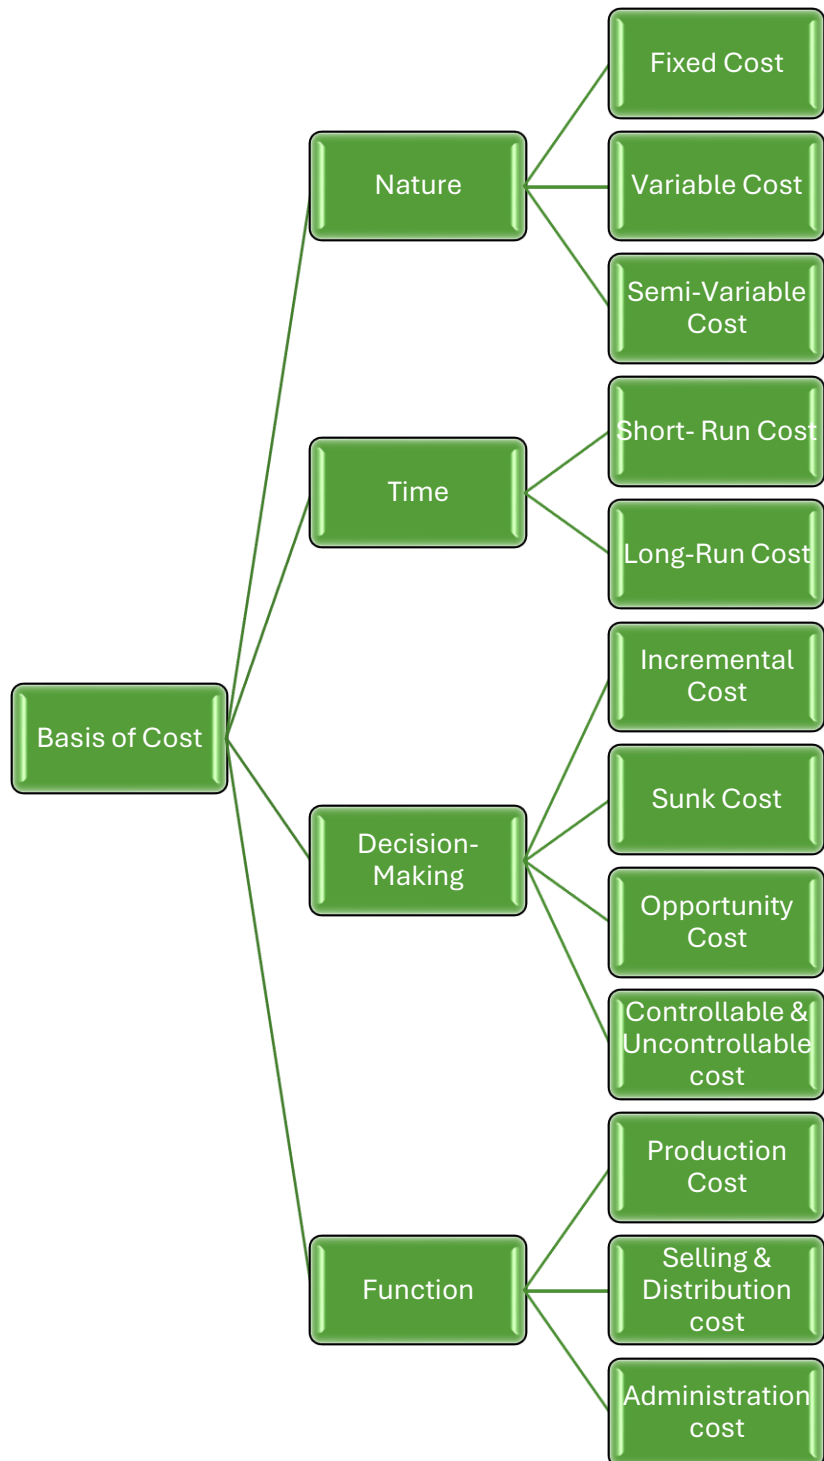 Fixed Cost
Nature
Variable Cost
Semi-Variable
Cost
Short- Run Cost
Time
Long-Run Cost
Incremental
Cost
Basis of Cost
Sunk Cost
Decision-
Making
Opportunity
Cost
Controllable &
Uncontrollable
cost
Production
Cost
Function
Selling &
Distribution
cost
Administration
cost